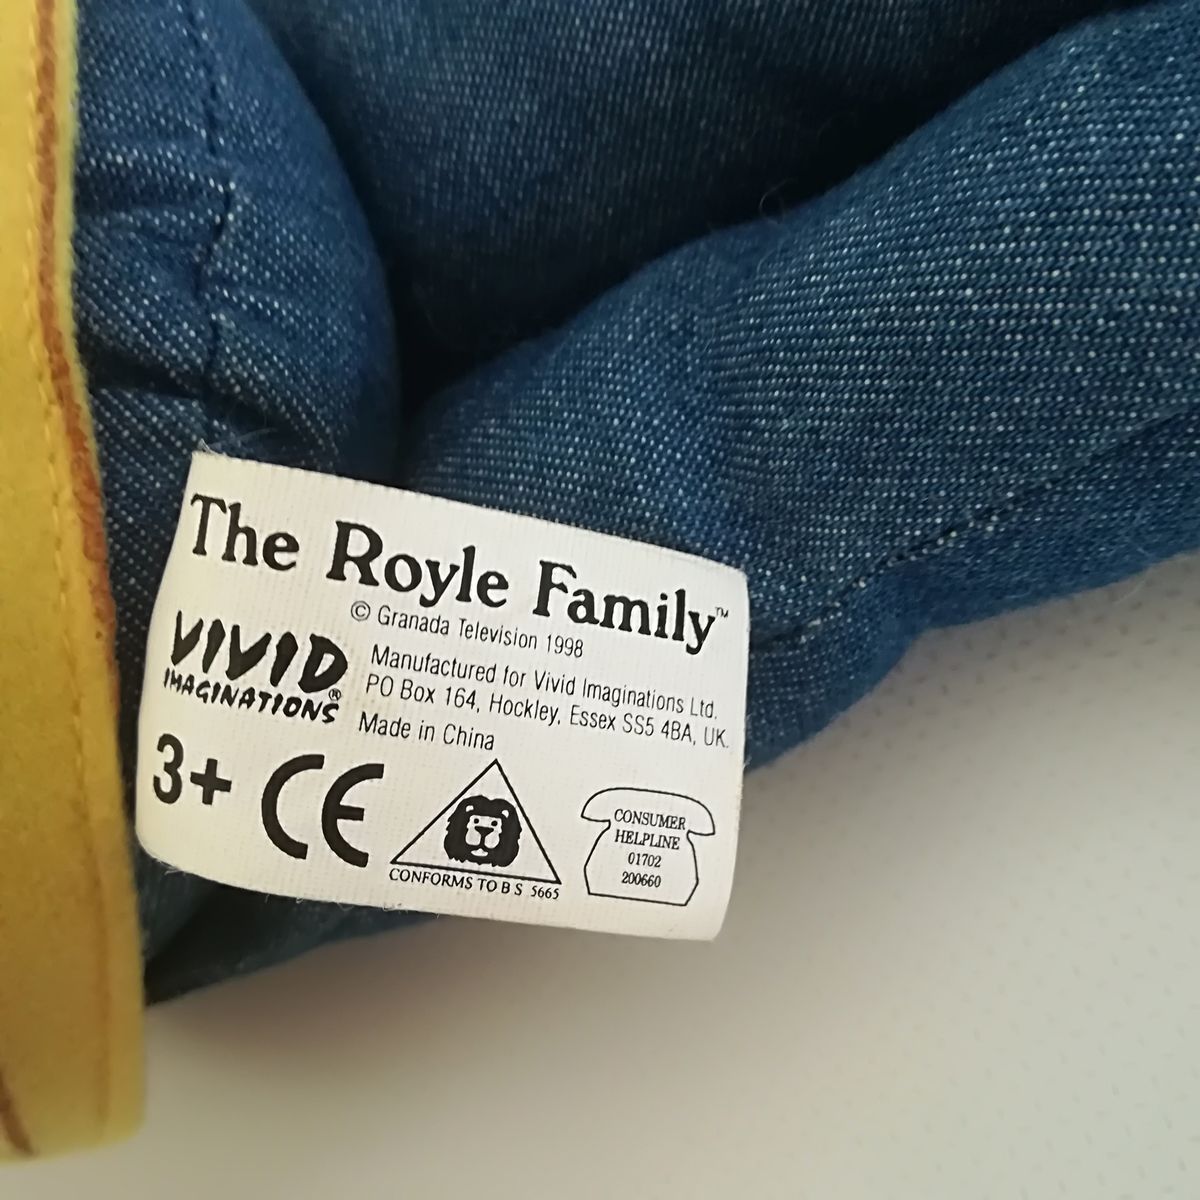 The Royle Family™
© Granada Television 1998
VIVID
IMAGINATIONS®
Manufactured for Vivid Imaginations Ltd.
PO Box 164, Hockley, Essex SS5 4BA, UK.
Made in China
3+ CE
CONFORMS TO B S 5665
CONSUMER
HELPLINE
01702
200660